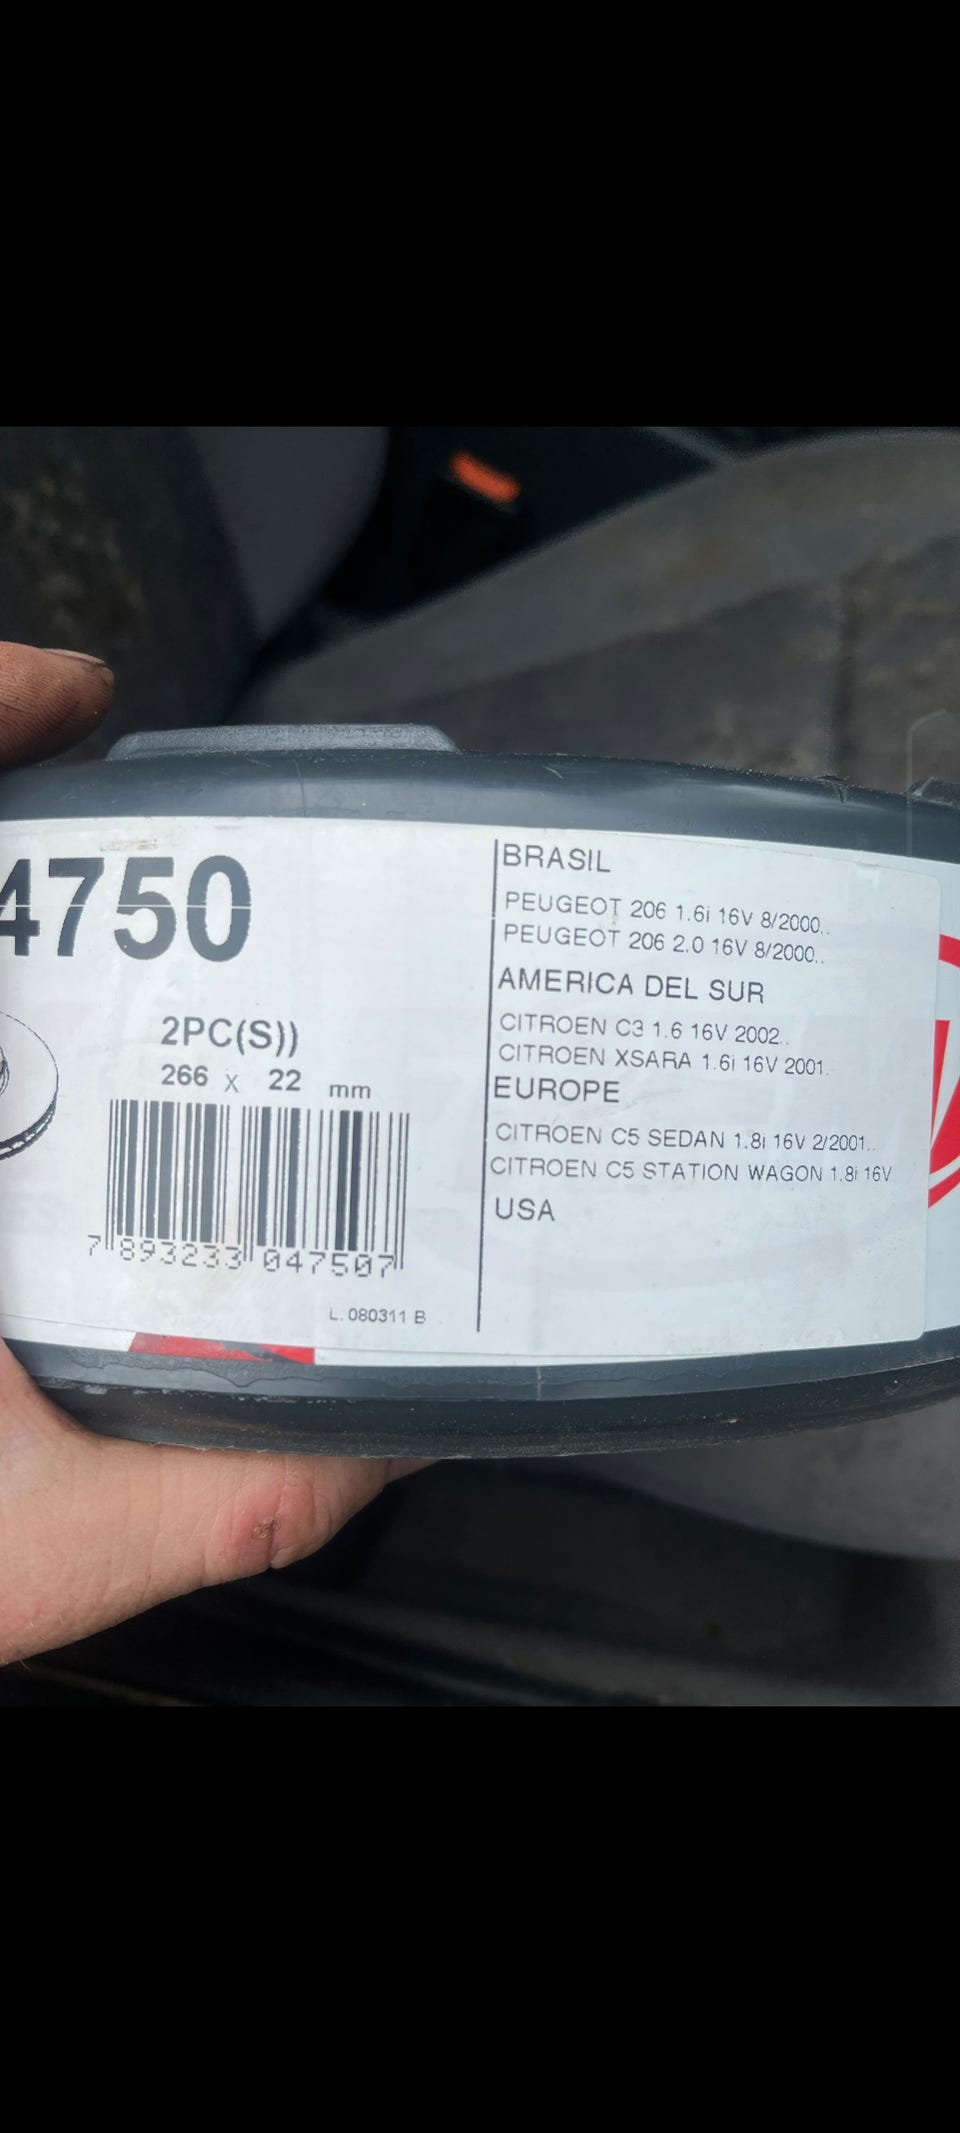 4750
2PC(S))
266 X 22 mm
7 893233 047507
L. 080311 B
BRASIL
PEUGEOT 206 1.6i 16V 8/2000..
PEUGEOT 206 2.0 16V 8/2000..
AMERICA DEL SUR
CITROEN C3 1.6 16V 2002..
CITROEN XSARA 1.6i 16V 2001.
EUROPE
CITROEN C5 SEDAN 1.8i 16V 2/2001..
CITROEN C5 STATION WAGON 1.8i 16V
USA